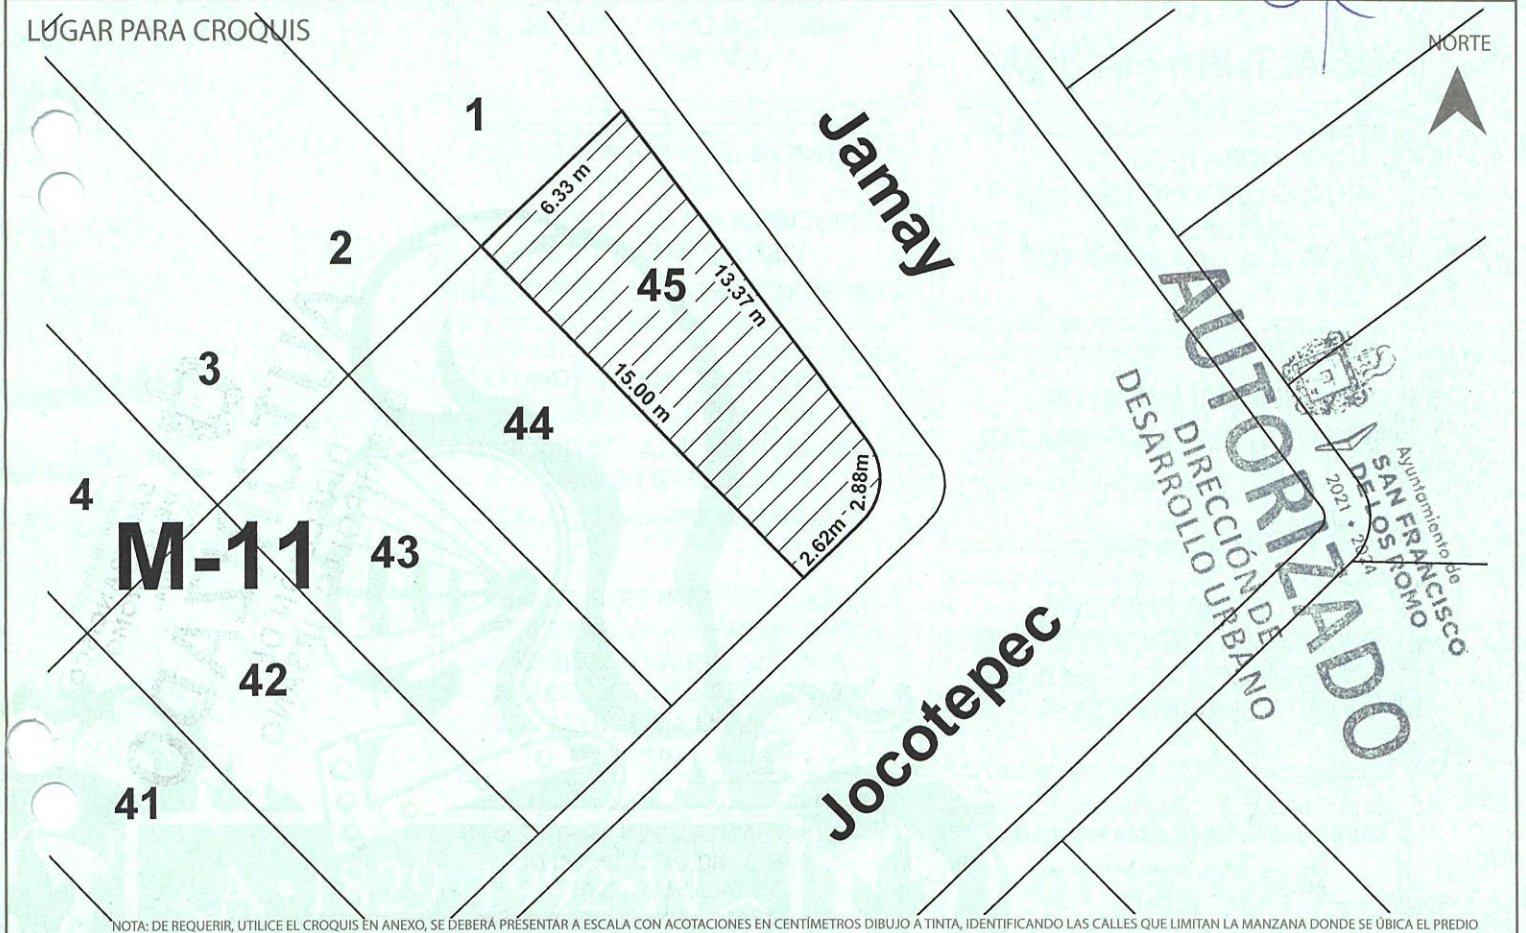 LUGAR PARA CROQUIS
NORTE
1
2
3
4
6.33 m
45
13.37 m
15.00 m
2.88m
2.62m
44
43
42
41
M-11
Jamay
Jocotepec
AUTORIZADO
DIRECCIÓN DE
DESARROLLO URBANO
Ayuntamiento de
SAN FRANCISCO
DE LOS ROMO
2021 • 2024
NOTA: DE REQUERIR, UTILICE EL CROQUIS EN ANEXO, SE DEBERÁ PRESENTAR A ESCALA CON ACOTACIONES EN CENTÍMETROS DIBUJO A TINTA, IDENTIFICANDO LAS CALLES QUE LIMITAN LA MANZANA DONDE SE ÚBICA EL PREDIO